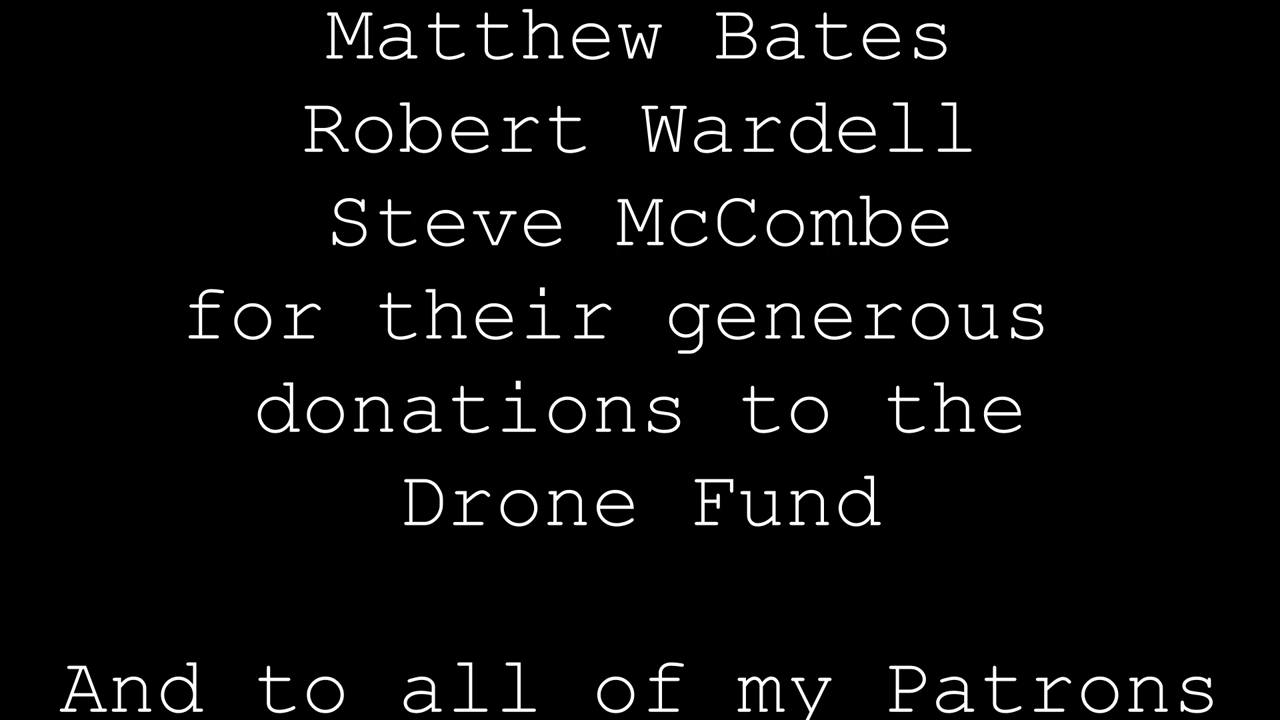 Matthew Bates
Robert Wardell
Steve McCombe
for their generous
donations to the
Drone Fund
And to all of my Patrons